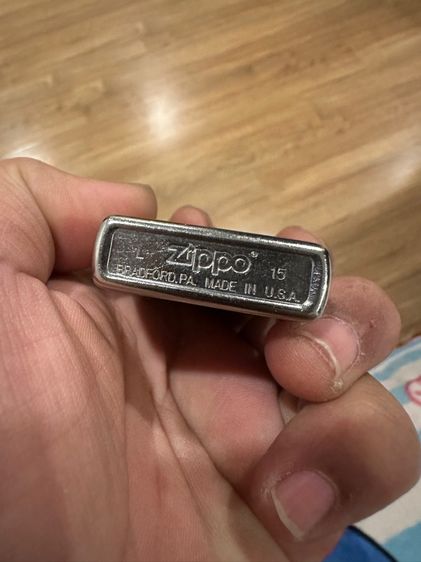 L zippo® 15
BRADFORD.PA. MADE IN U.S.A.